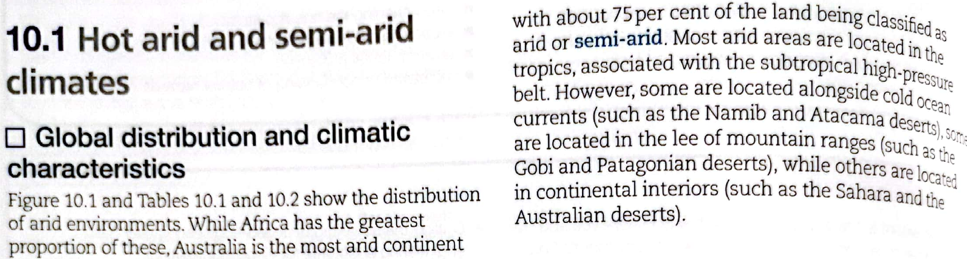 10.1 Hot arid and semi-arid
climates
☐ Global distribution and climatic
characteristics
Figure 10.1 and Tables 10.1 and 10.2 show the distribution
of arid environments. While Africa has the greatest
proportion of these, Australia is the most arid continent
with about 75 per cent of the land being classified as
arid or semi-arid. Most arid areas are located in the
tropics, associated with the subtropical high-pressure
belt. However, some are located alongside cold ocean
currents (such as the Namib and Atacama deserts), some
are located in the lee of mountain ranges (such as the
Gobi and Patagonian deserts), while others are located
in continental interiors (such as the Sahara and the
Australian deserts).